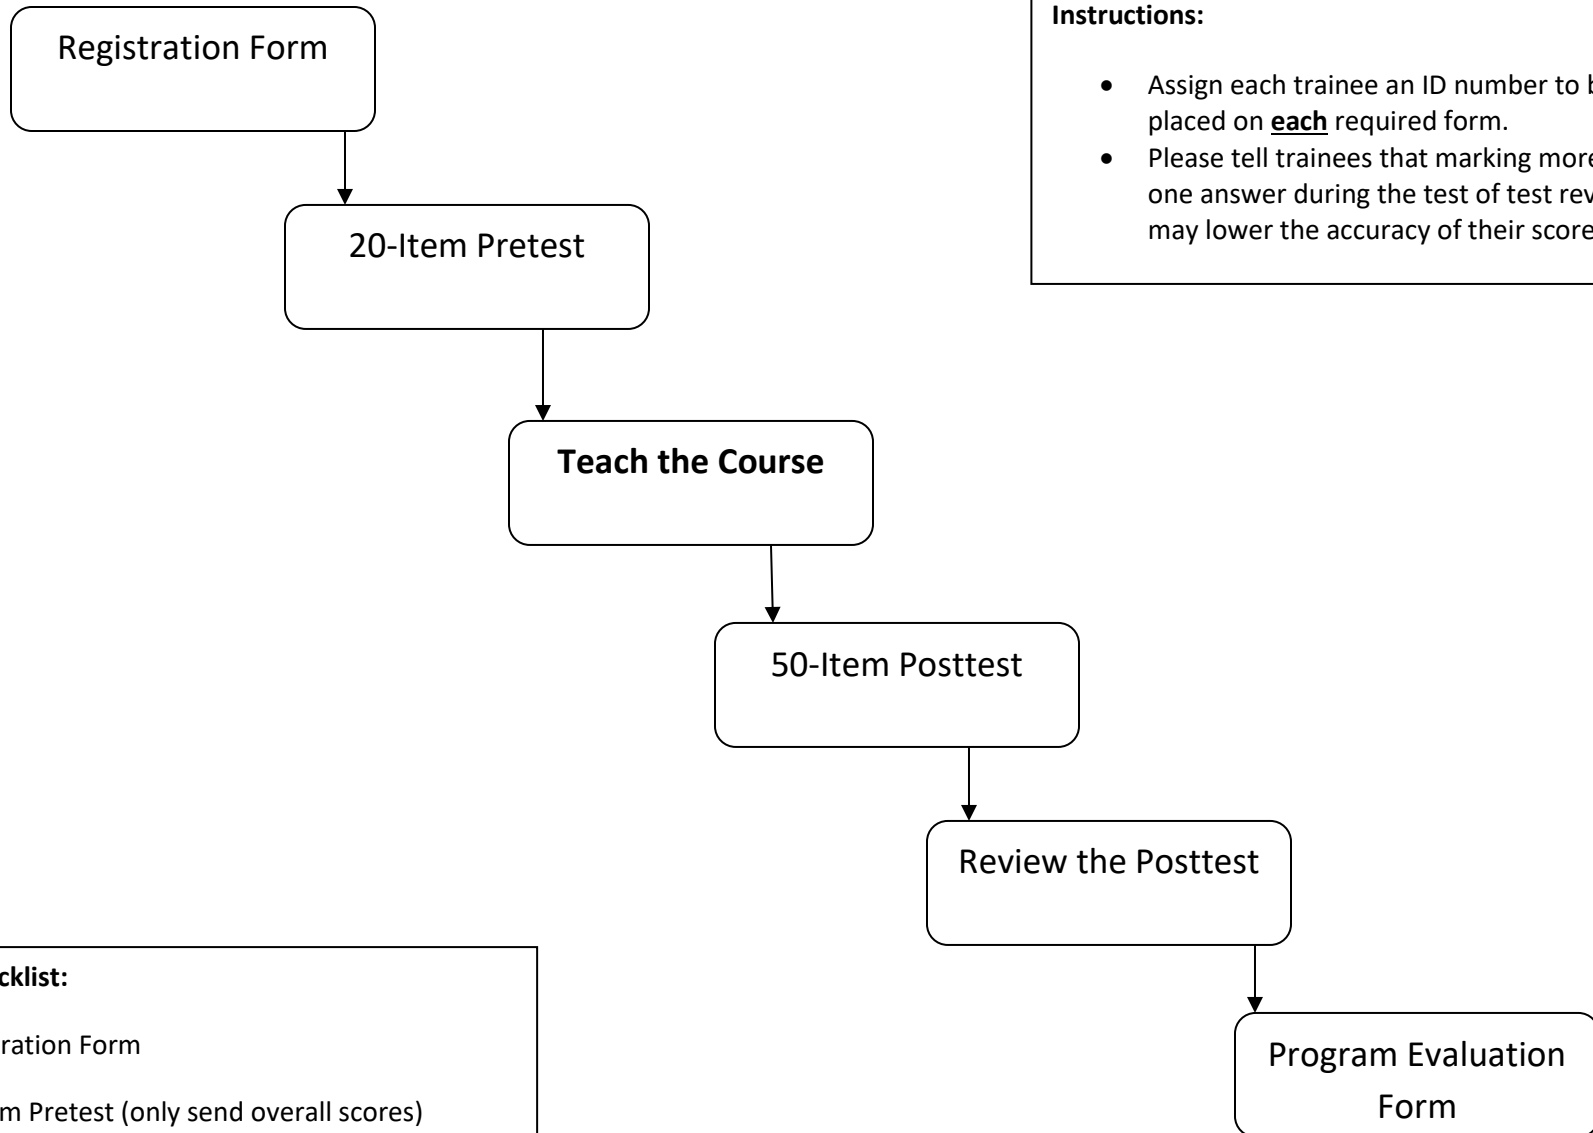 Registration Form
Instructions:
Assign each trainee an ID number to
placed on each required form.
Please tell trainees that marking more
one answer during the test of test
may lower the accuracy of their score
20-Item Pretest
Teach the Course
50-Item Posttest
Review the Posttest
Program Evaluation
Form
cklist:
ration Form
m Pretest (only send overall scores)